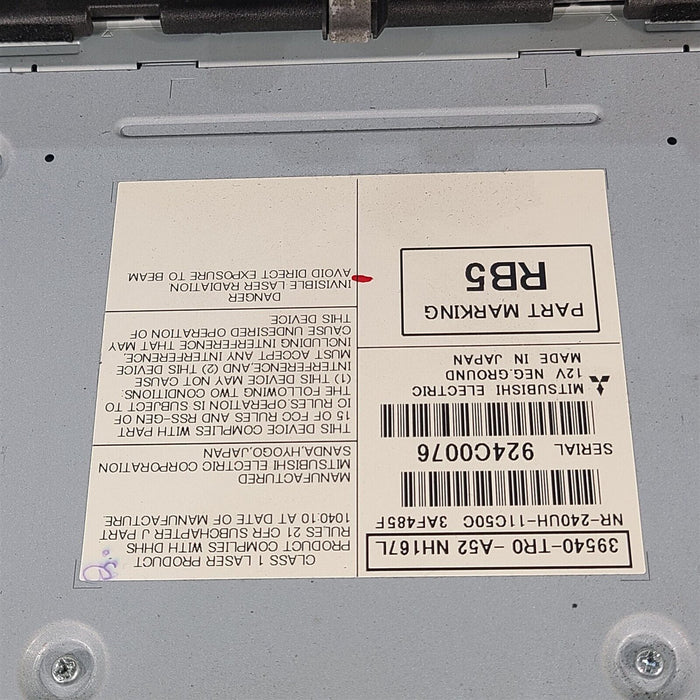 39540-TR0-A52 NH167L
NR-240UH-11C50C 3AF485F
SERIAL 924C0076
MITSUBISHI ELECTRIC
12V NEG.GROUND
MADE IN JAPAN
PART MARKING
RB5
CLASS 1 LASER PRODUCT
PRODUCT COMPLIES WITH DHHS
RULES 21 CFR SUBCHAPTER J PART
1040:10 AT DATE OF MANUFACTURE.
MANUFACTURED
MITSUBISHI ELECTRIC CORPORATION
SANDA,HYOGO,JAPAN
THIS DEVICE COMPLIES WITH PART
15 OF FCC RULES AND RSS-GEN OF
IC RULES.OPERATION IS SUBJECT TO
THE FOLLOWING TWO CONDITIONS:
(1) THIS DEVICE MAY NOT CAUSE
INTERFERENCE,AND (2) THIS DEVICE
MUST ACCEPT ANY INTERFERENCE,
INCLUDING INTERFERENCE THAT MAY
CAUSE UNDESIRED OPERATION OF
THIS DEVICE
DANGER
INVISIBLE LASER RADIATION
AVOID DIRECT EXPOSURE TO BEAM